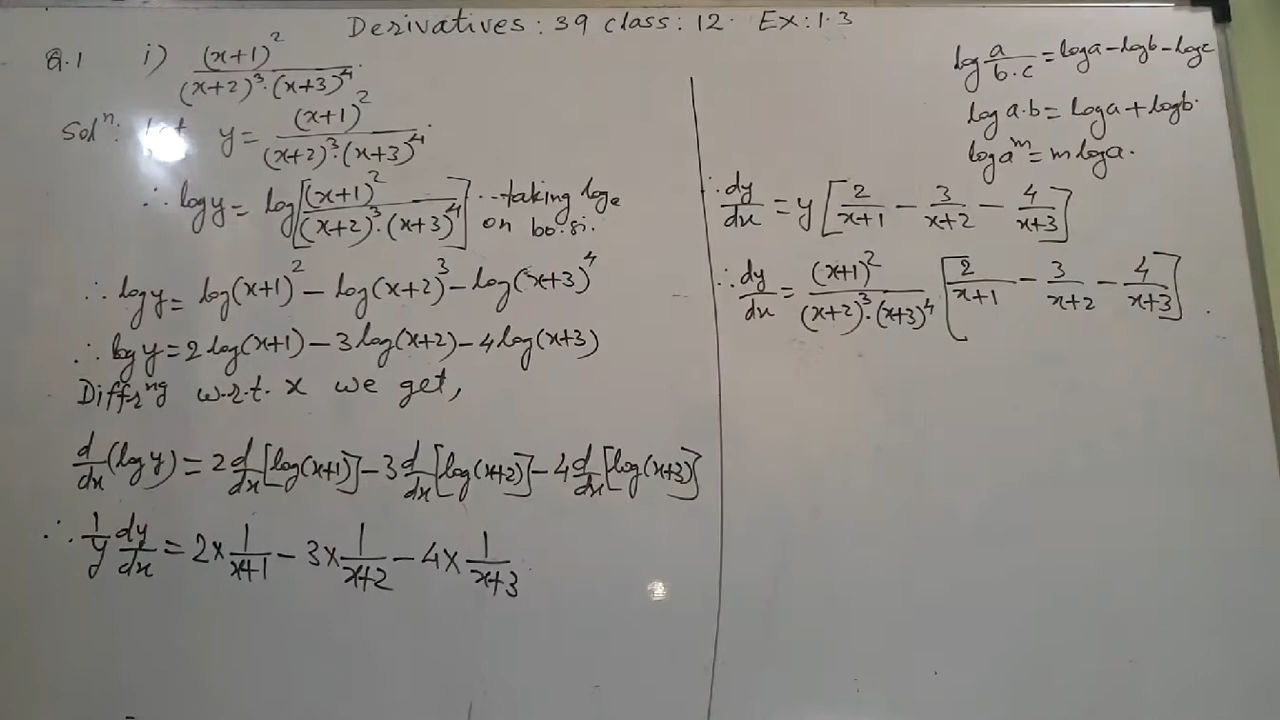 Derivatives: 39 class: 12. Ex: 1.3
Q.1 i) (x+1)²/((x+2)³·(x+3)⁴).
Solⁿ: Let y = (x+1)²/((x+2)³·(x+3)⁴).
∴ log y = log[(x+1)²/((x+2)³·(x+3)⁴)] ...taking logₑ on bo.si.
∴ log y = log(x+1)² − log(x+2)³ − log(x+3)⁴
∴ log y = 2 log(x+1) − 3 log(x+2) − 4 log(x+3)
Diffrⁿᵍ w.r.t. x we get,
d/dx (log y) = 2 d/dx [log(x+1)] − 3 d/dx [log(x+2)] − 4 d/dx [log(x+3)]
∴ 1/y dy/dx = 2 × 1/(x+1) − 3 × 1/(x+2) − 4 × 1/(x+3)
log a/(b·c) = log a − log b − log c
log a·b = log a + log b.
log aᵐ = m log a.
∴ dy/dx = y [2/(x+1) − 3/(x+2) − 4/(x+3)]
∴ dy/dx = (x+1)²/((x+2)³·(x+3)⁴) [2/(x+1) − 3/(x+2) − 4/(x+3)].